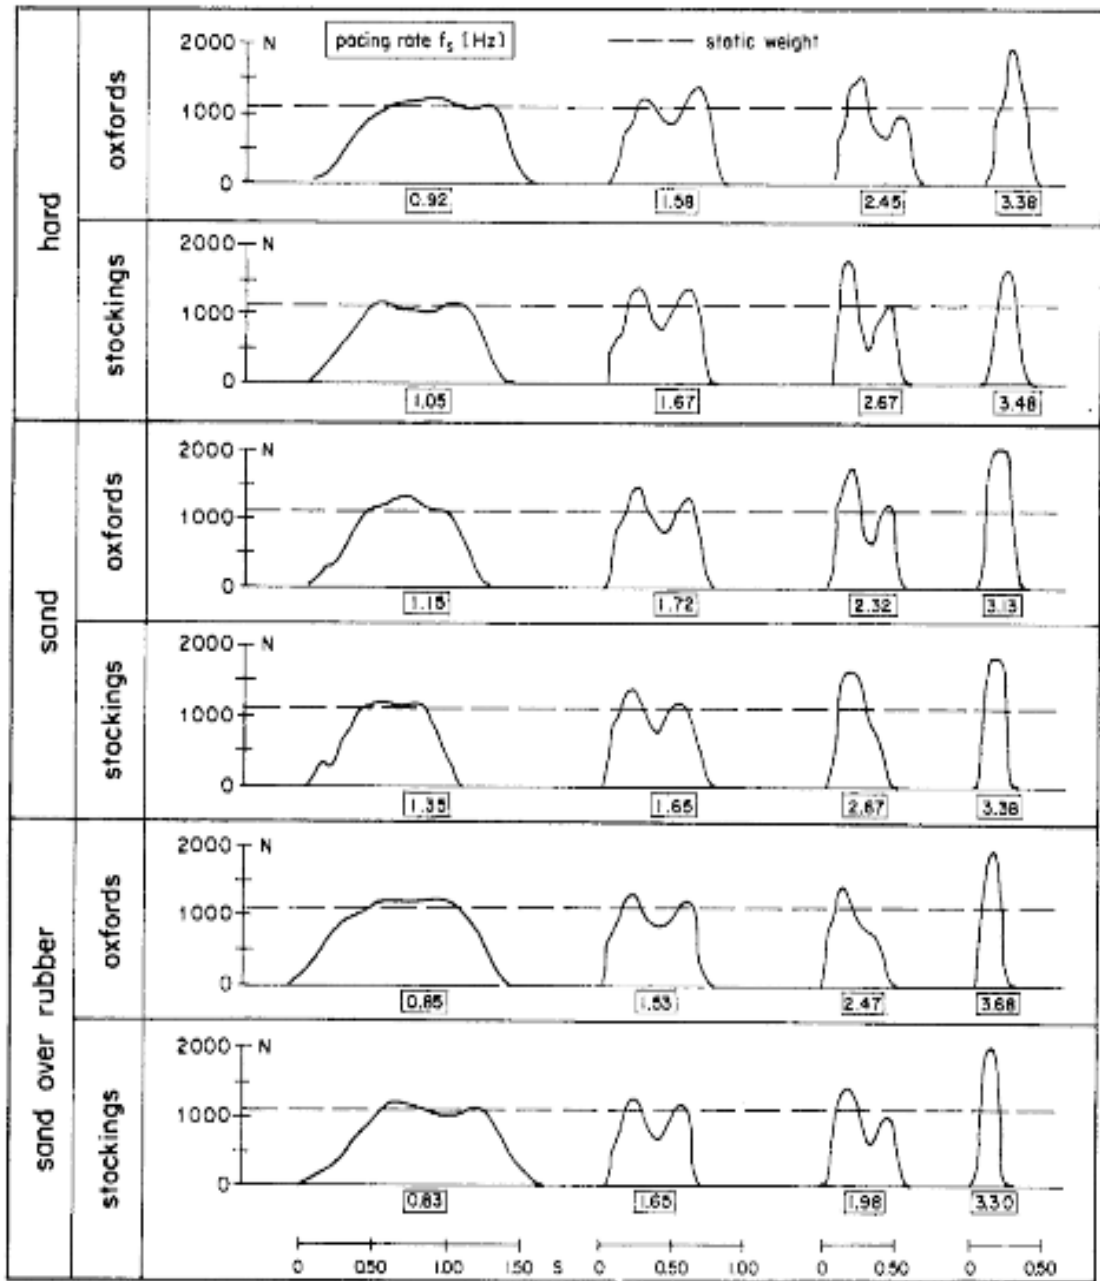 pacing rate fs [Hz]
static weight
hard
oxfords
2000 N
1000
0
0.92
1.58
2.45
3.38
stockings
2000 N
1000
0
1.05
1.67
2.67
3.48
sand
oxfords
2000 N
1000
0
1.15
1.72
2.32
3.13
stockings
2000 N
1000
0
1.35
1.65
2.67
3.38
sand over rubber
oxfords
2000 N
1000
0
0.85
1.53
2.47
3.68
stockings
2000 N
1000
0
0.83
1.65
1.98
3.30
0 0.50 1.00 1.50 s 0 0.50 1.00 0 0.50 0 0.50